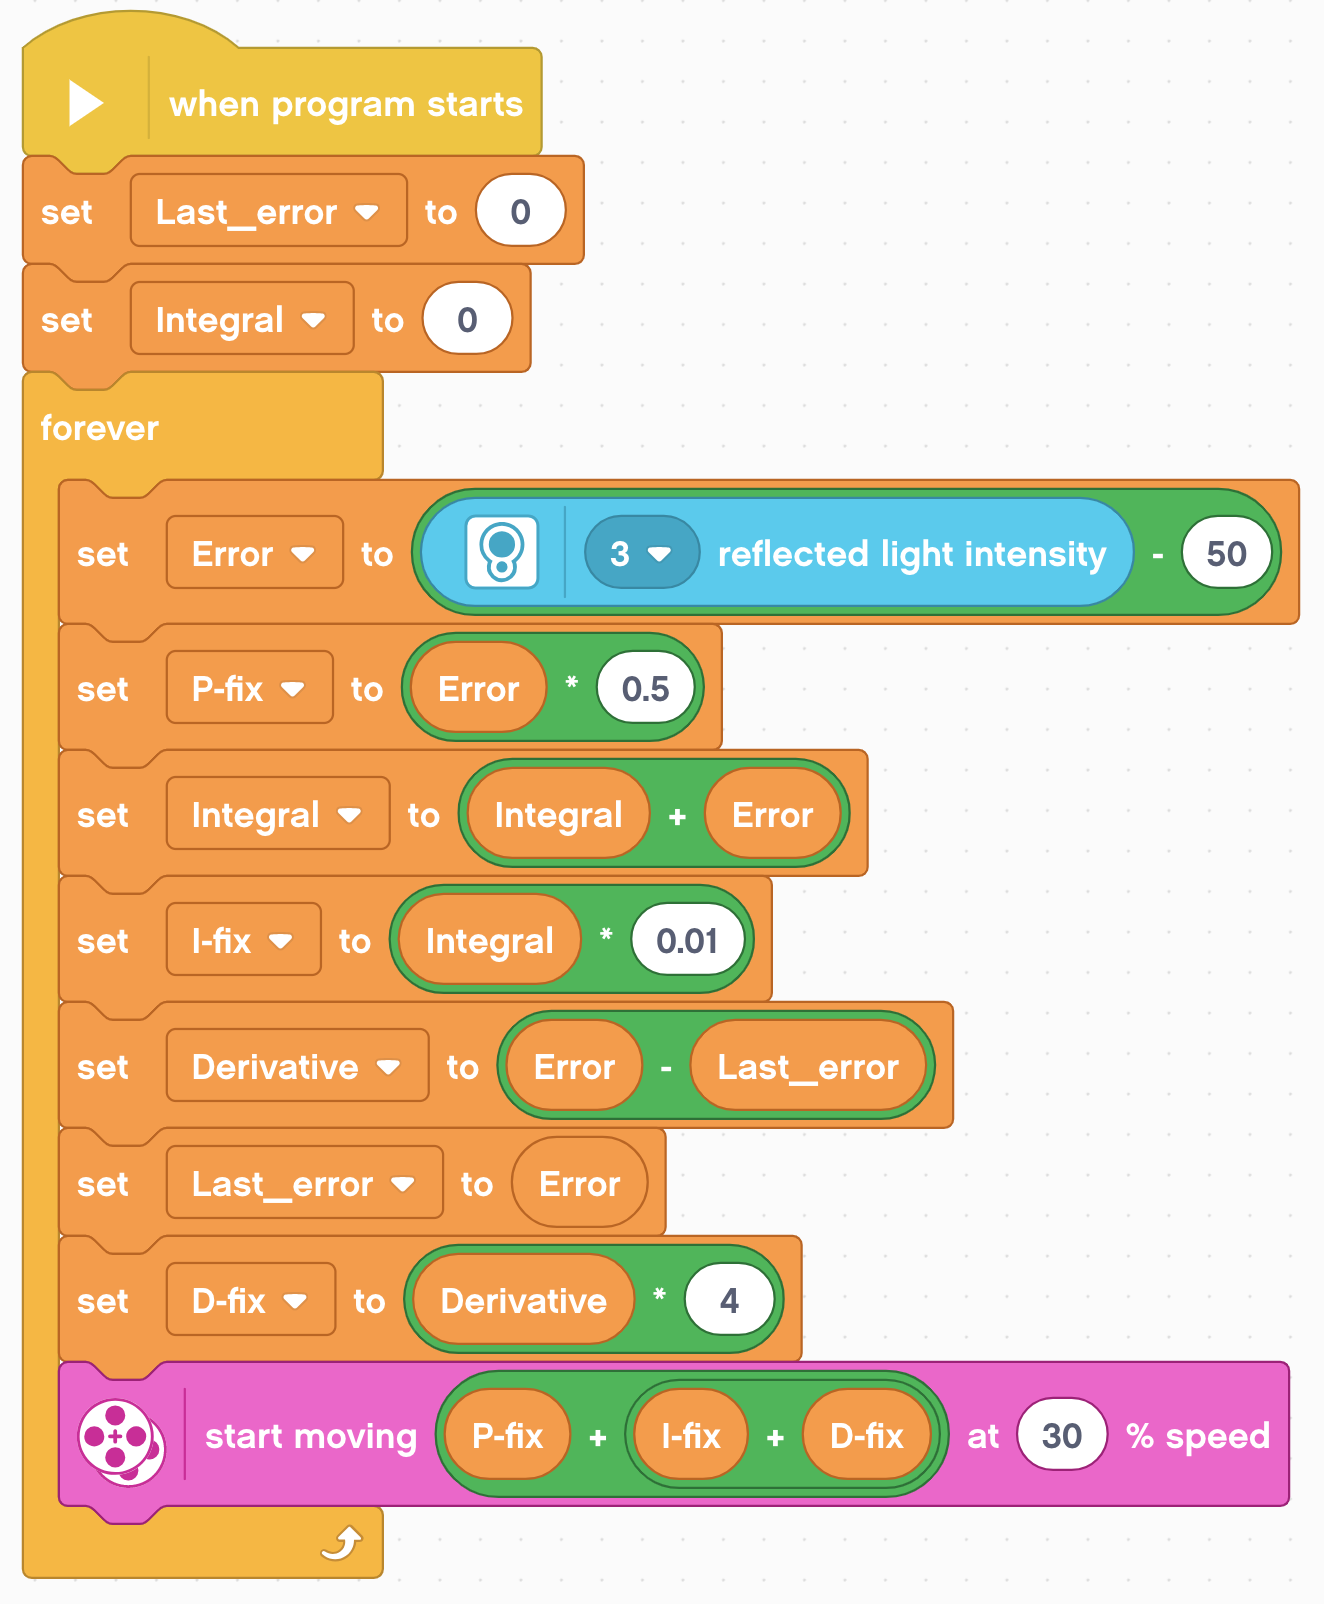 when program starts
set Last_error to 0
set Integral to 0
forever
set Error to 3 reflected light intensity - 50
set P-fix to Error * 0.5
set Integral to Integral + Error
set I-fix to Integral * 0.01
set Derivative to Error - Last_error
set Last_error to Error
set D-fix to Derivative * 4
start moving P-fix + I-fix + D-fix at 30 % speed